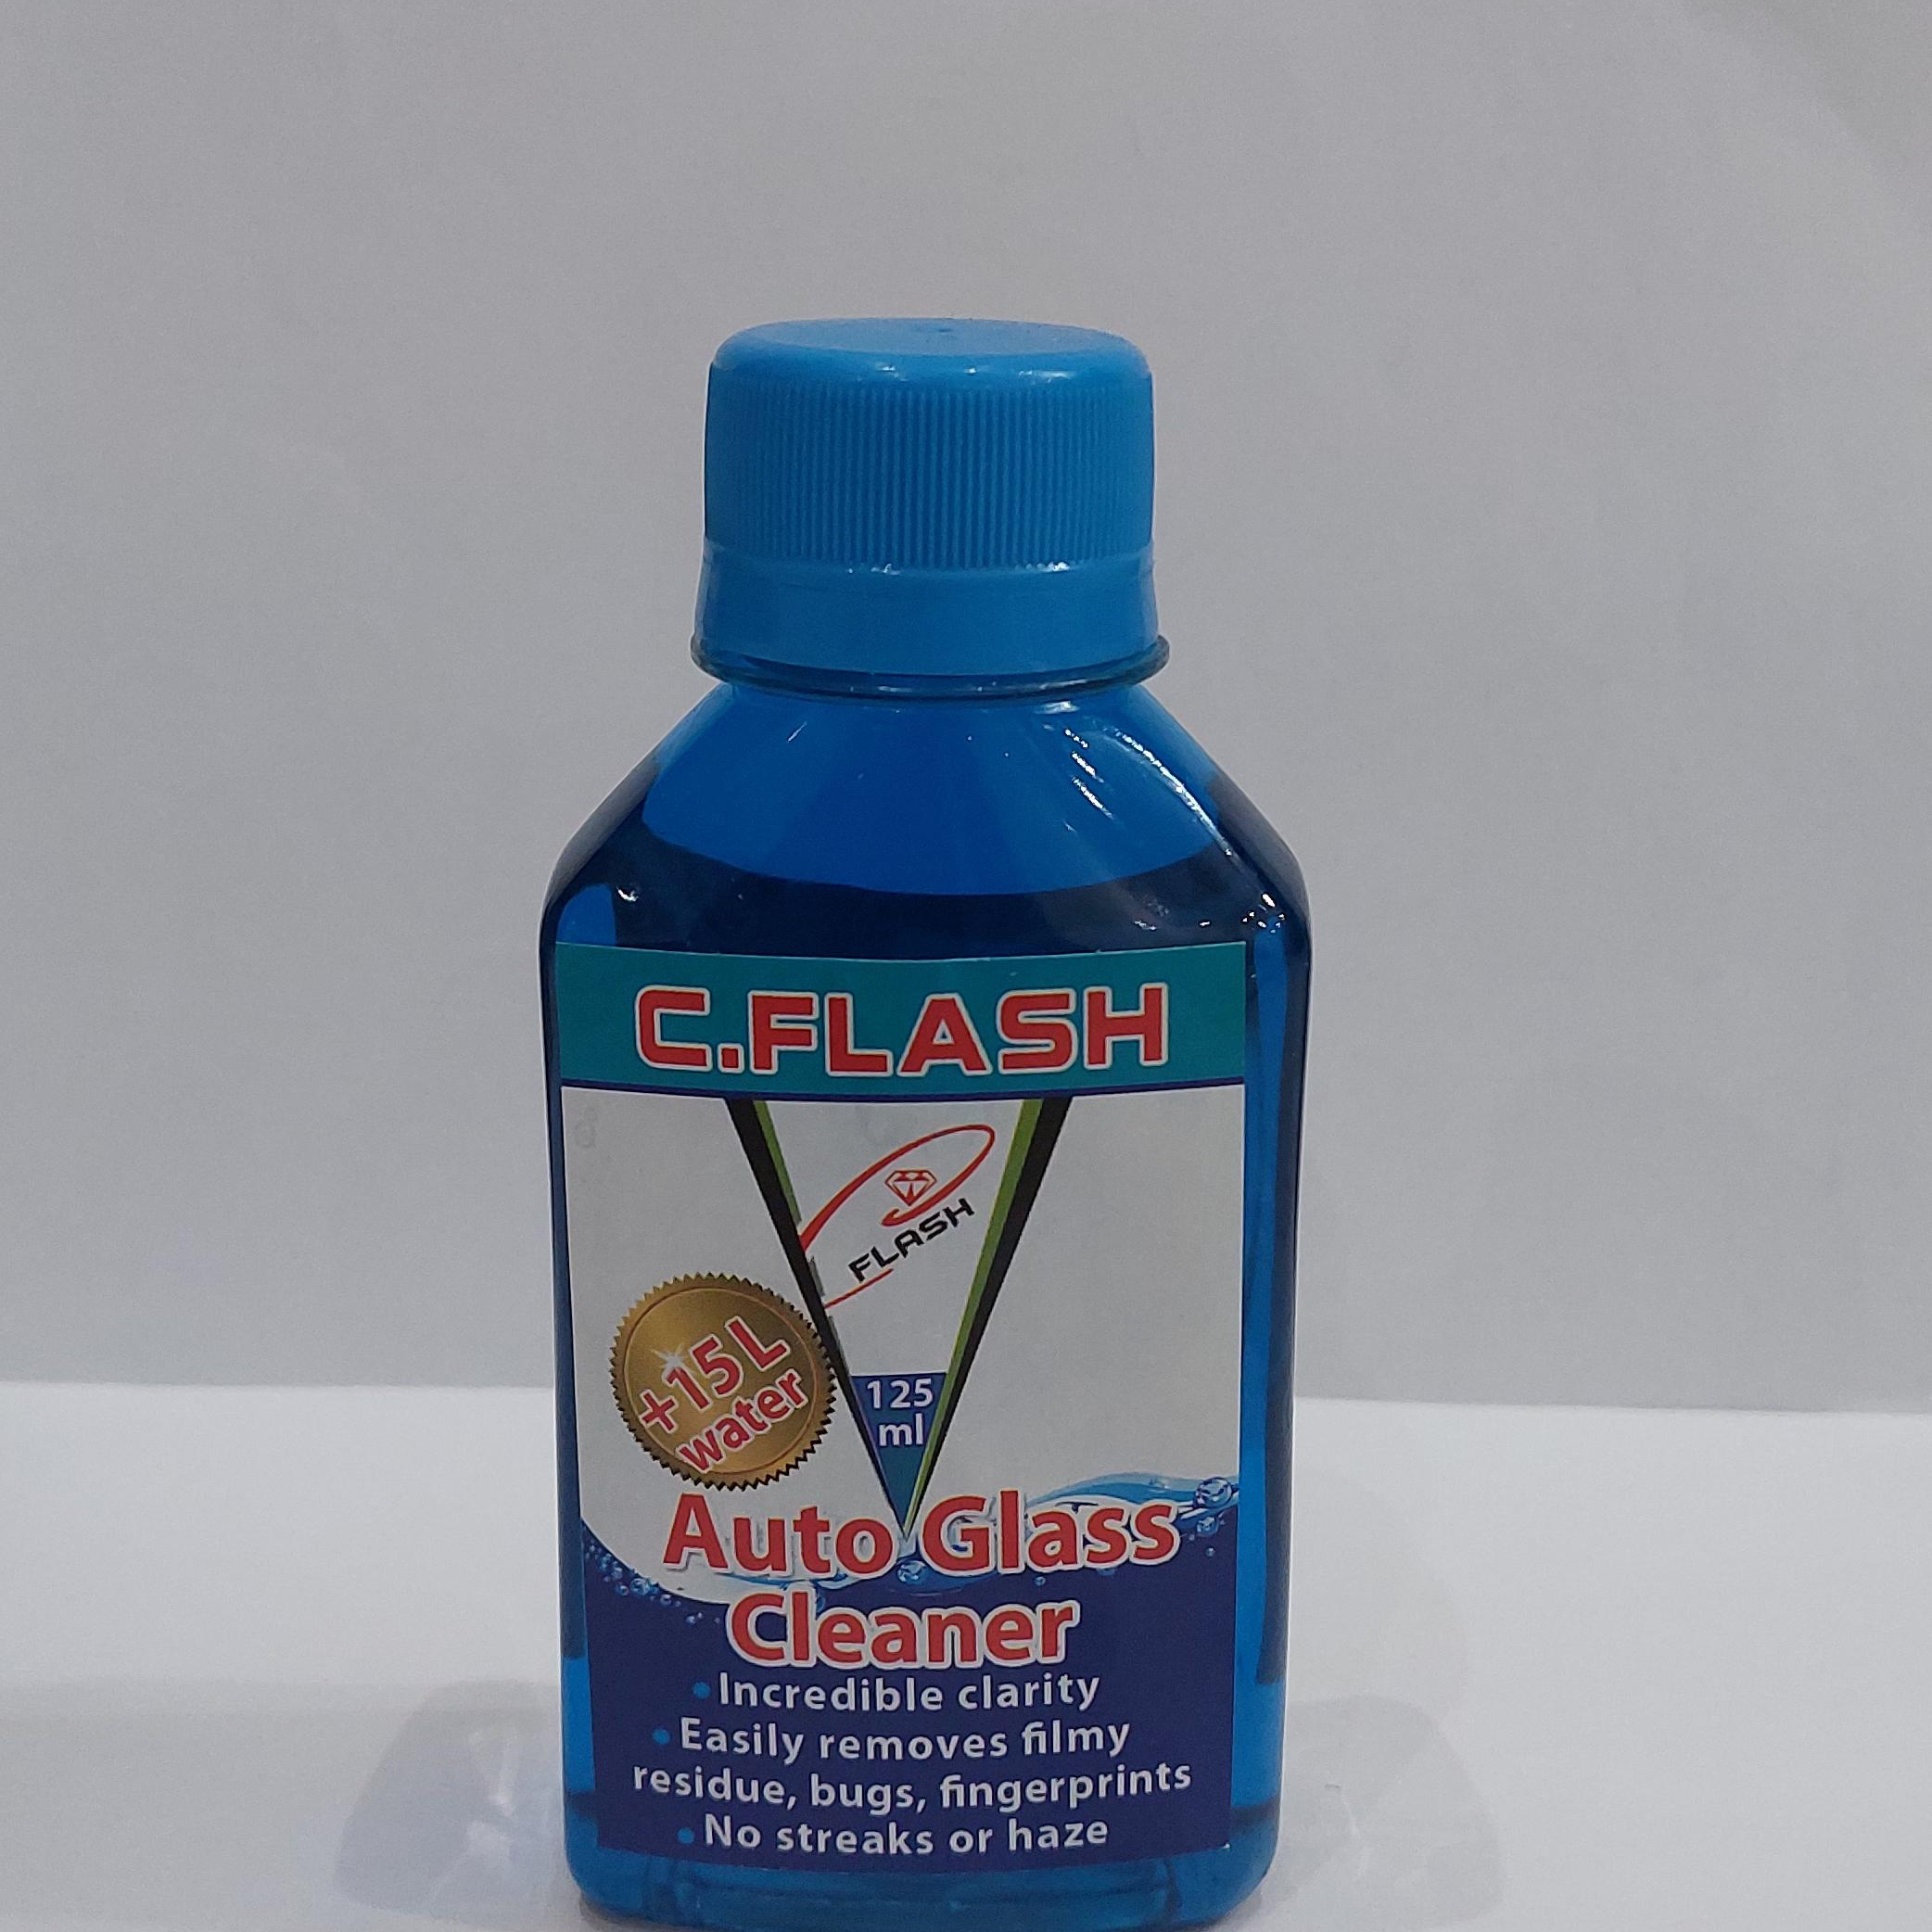 C.FLASH
FLASH
+15 L
water
125
ml
Auto Glass
Cleaner
•Incredible clarity
•Easily removes filmy
residue, bugs, fingerprints
•No streaks or haze